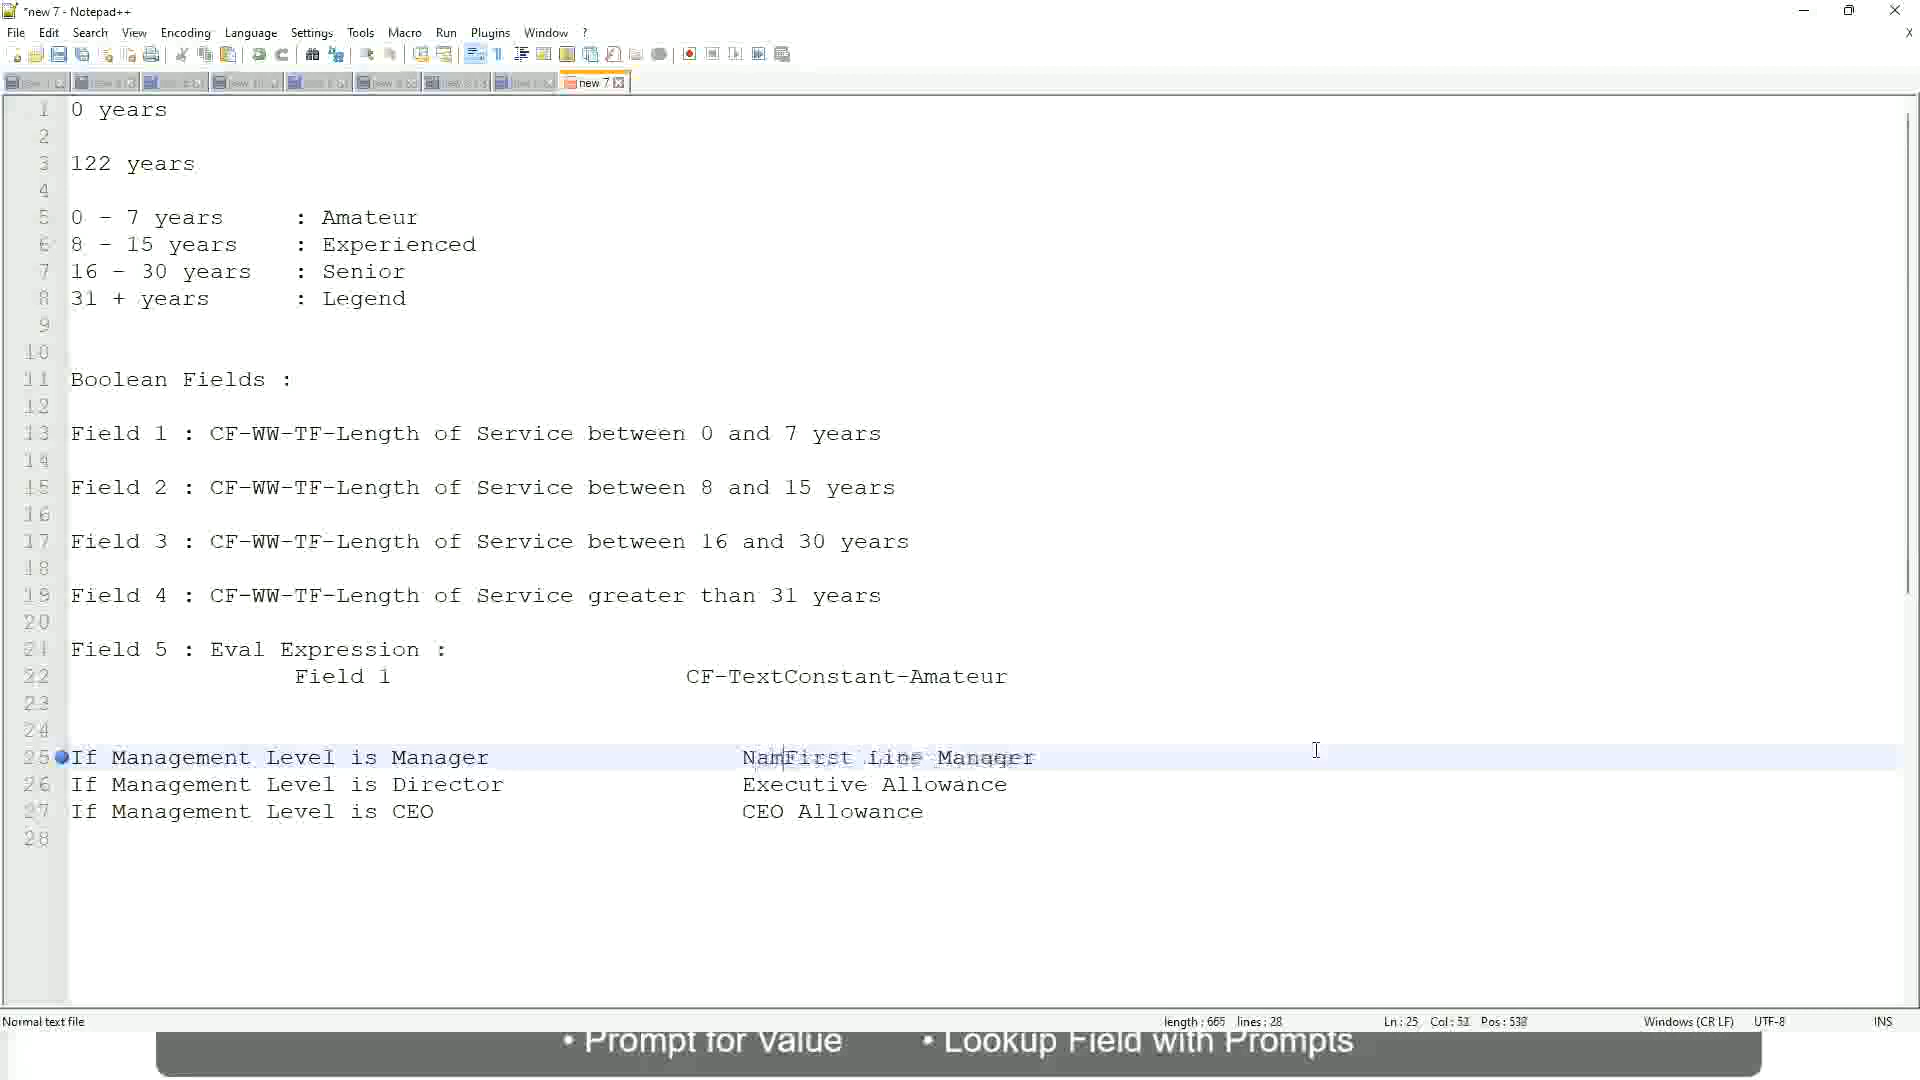 *new 7 - Notepad++
File Edit Search View Encoding Language Settings Tools Macro Run Plugins Window ? X
new 7
1 0 years
2
3 122 years
4
5 0 - 7 years : Amateur
6 8 - 15 years : Experienced
7 16 - 30 years : Senior
8 31 + years : Legend
9
10
11 Boolean Fields :
12
13 Field 1 : CF-WW-TF-Length of Service between 0 and 7 years
14
15 Field 2 : CF-WW-TF-Length of Service between 8 and 15 years
16
17 Field 3 : CF-WW-TF-Length of Service between 16 and 30 years
18
19 Field 4 : CF-WW-TF-Length of Service greater than 31 years
20
21 Field 5 : Eval Expression :
22 Field 1 CF-TextConstant-Amateur
23
24
25 If Management Level is Manager NamFirst Line Manager
26 If Management Level is Director Executive Allowance
27 If Management Level is CEO CEO Allowance
28
Normal text file length : 665 lines : 28 Ln : 25 Col : Pos : Windows (CR LF) UTF-8 INS
• Prompt for Value • Lookup Field with Prompts